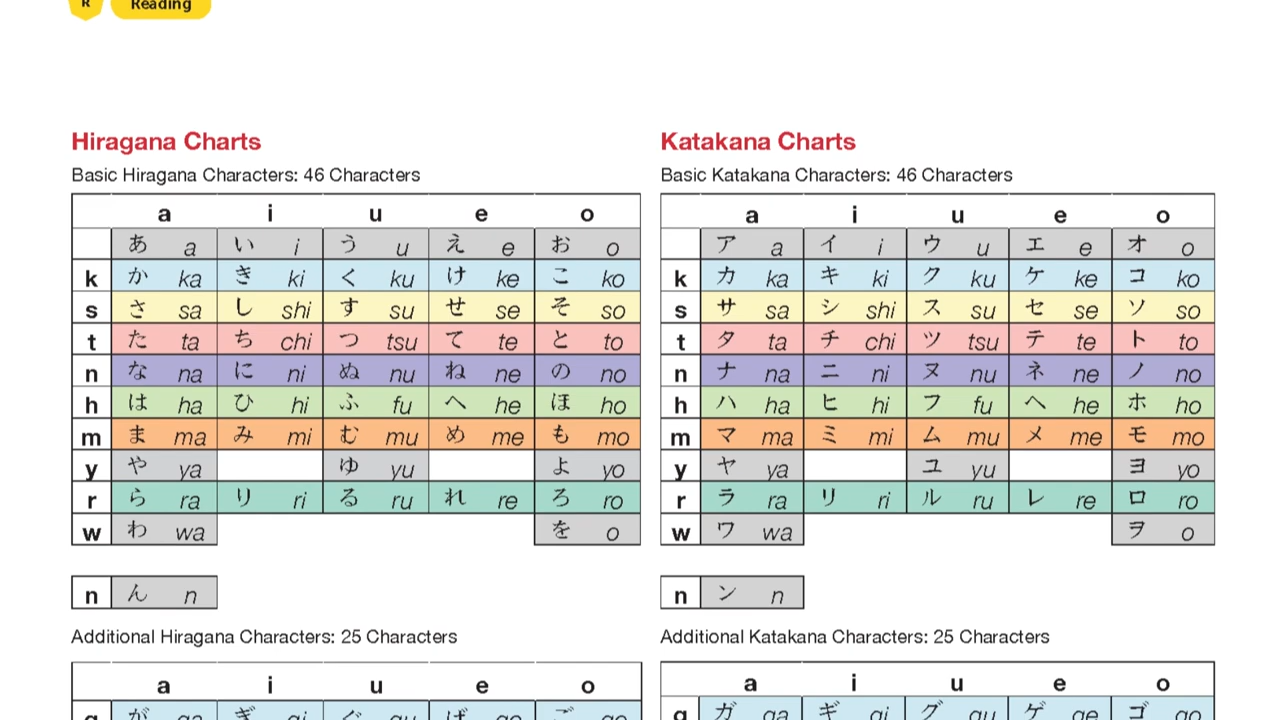 R Reading
Hiragana Charts
Basic Hiragana Characters: 46 Characters
a i u e o
あ a い i う u え e お o
k か ka き ki く ku け ke こ ko
s さ sa し shi す su せ se そ so
t た ta ち chi つ tsu て te と to
n な na に ni ぬ nu ね ne の no
h は ha ひ hi ふ fu へ he ほ ho
m ま ma み mi む mu め me も mo
y や ya ゆ yu よ yo
r ら ra り ri る ru れ re ろ ro
w わ wa を o
n ん n
Additional Hiragana Characters: 25 Characters
a i u e o
g が ga ぎ gi ぐ gu げ ge ご go
Katakana Charts
Basic Katakana Characters: 46 Characters
a i u e o
ア a イ i ウ u エ e オ o
k カ ka キ ki ク ku ケ ke コ ko
s サ sa シ shi ス su セ se ソ so
t タ ta チ chi ツ tsu テ te ト to
n ナ na ニ ni ヌ nu ネ ne ノ no
h ハ ha ヒ hi フ fu ヘ he ホ ho
m マ ma ミ mi ム mu メ me モ mo
y ヤ ya ユ yu ヨ yo
r ラ ra リ ri ル ru レ re ロ ro
w ワ wa ヲ o
n ン n
Additional Katakana Characters: 25 Characters
a i u e o
g ガ ga ギ gi グ gu ゲ ge ゴ go